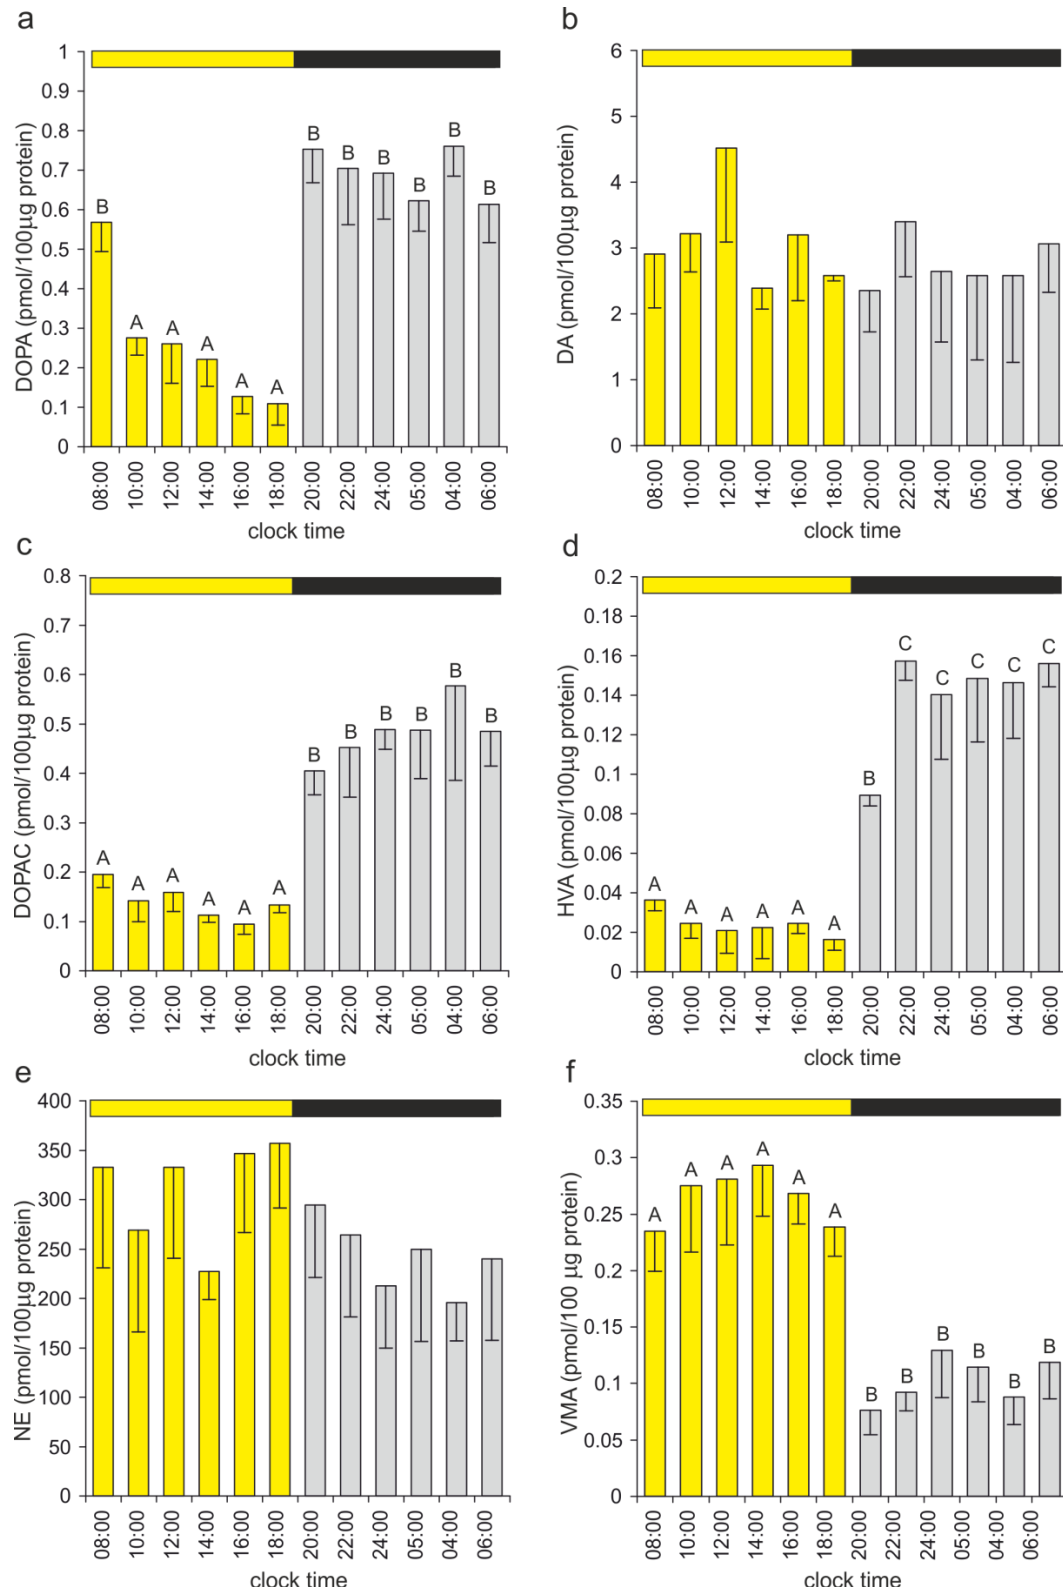 a
DOPA (pmol/100µg protein)
1
0.9
0.8
0.7
0.6
0.5
0.4
0.3
0.2
0.1
0
B A A A A A B B B B B B
08:00 10:00 12:00 14:00 16:00 18:00 20:00 22:00 24:00 05:00 04:00 06:00
clock time
b
DA (pmol/100µg protein)
6
5
4
3
2
1
0
08:00 10:00 12:00 14:00 16:00 18:00 20:00 22:00 24:00 05:00 04:00 06:00
c
DOPAC (pmol/100µg protein)
0.8
0.7
0.6
0.5
0.4
0.3
0.2
0.1
0
A A A A A A B B B B B B
08:00 10:00 12:00 14:00 16:00 18:00 20:00 22:00 24:00 05:00 04:00 06:00
clock time
d
HVA (pmol/100µg protein)
0.2
0.18
0.16
0.14
0.12
0.1
0.08
0.06
0.04
0.02
0
A A A A A A B C C C C C
08:00 10:00 12:00 14:00 16:00 18:00 20:00 22:00 24:00 05:00 04:00 06:00
clock time
e
NE (pmol/100µg protein)
400
350
300
250
200
150
100
50
0
08:00 10:00 12:00 14:00 16:00 18:00 20:00 22:00 24:00 05:00 04:00 06:00
clock time
f
VMA (pmol/100 µg protein)
0.35
0.3
0.25
0.2
0.15
0.1
0.05
0
A A A A A A B B B B B B
08:00 10:00 12:00 14:00 16:00 18:00 20:00 22:00 24:00 05:00 04:00 06:00
clock time